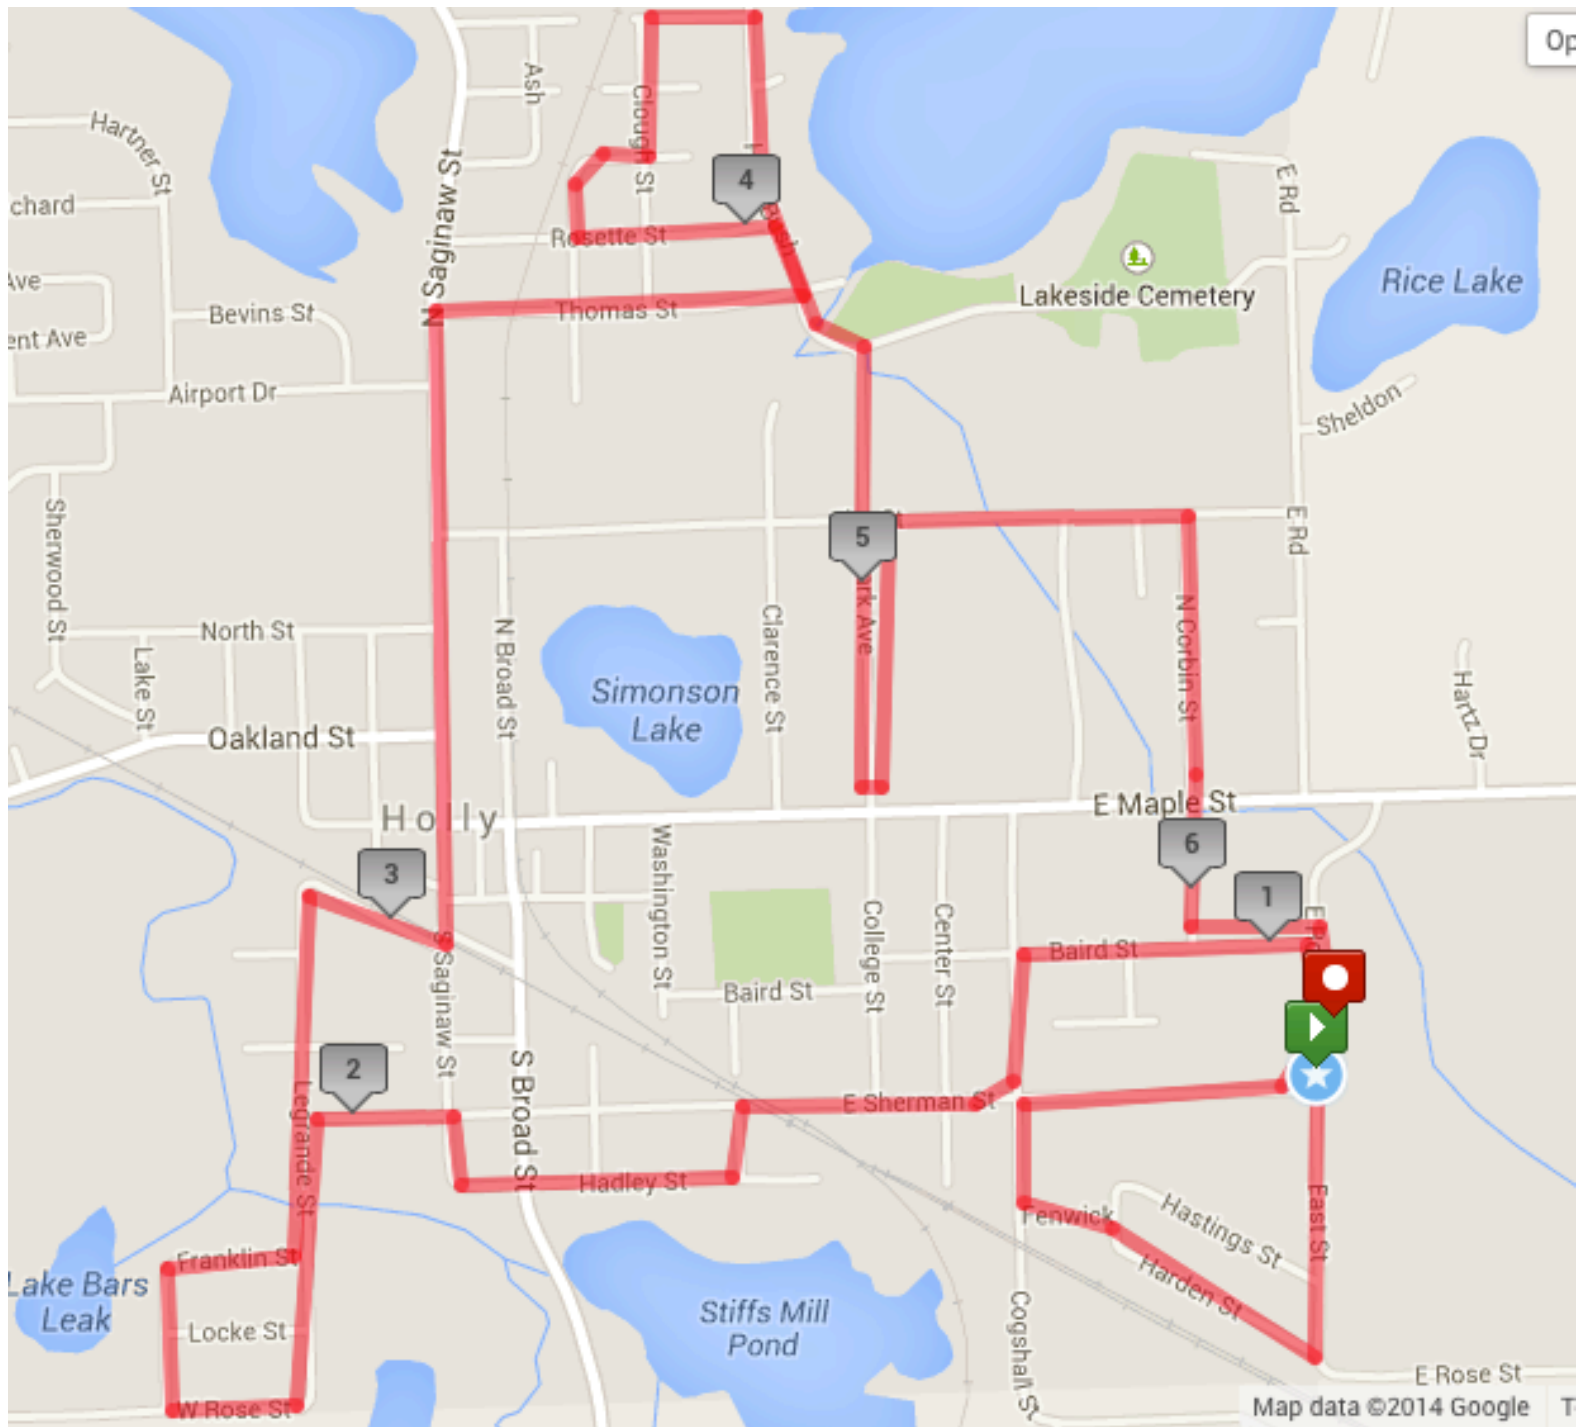 Op
Ash
Clough St
Hartner St
chard
N Saginaw St
4
Bush
E Rd
Rosette St
Lakeside Cemetery
Rice Lake
Ave
Bevins St
Thomas St
ent Ave
Airport Dr
Sheldon
Sherwood St
5
E Rd
ark Ave
North St
Lake St
N Broad St
Clarence St
N Corbin St
Simonson
Lake
Hartz Dr
Oakland St
E Maple St
Holly
6
3
1
Washington St
College St
Center St
Baird St
S Saginaw St
Baird St
2
S Broad St
E Sherman St
Legrande St
Hadley St
Fenwick
Hastings St
East St
Franklin St
Harden St
Lake Bars
Leak
Locke St
Stiffs Mill
Pond
Cogshall St
W Rose St
E Rose St
Map data ©2014 Google
T